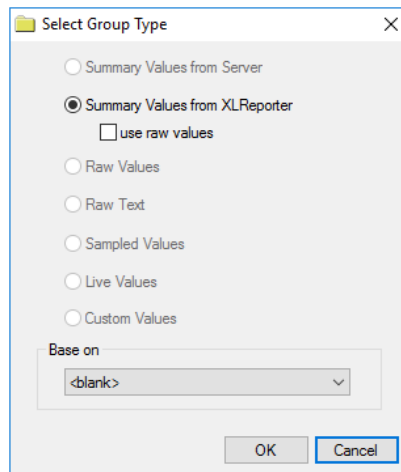 Select Group Type
Summary Values from Server
Summary Values from XLReporter
use raw values
Raw Values
Raw Text
Sampled Values
Live Values
Custom Values
Base on
<blank>
OK Cancel